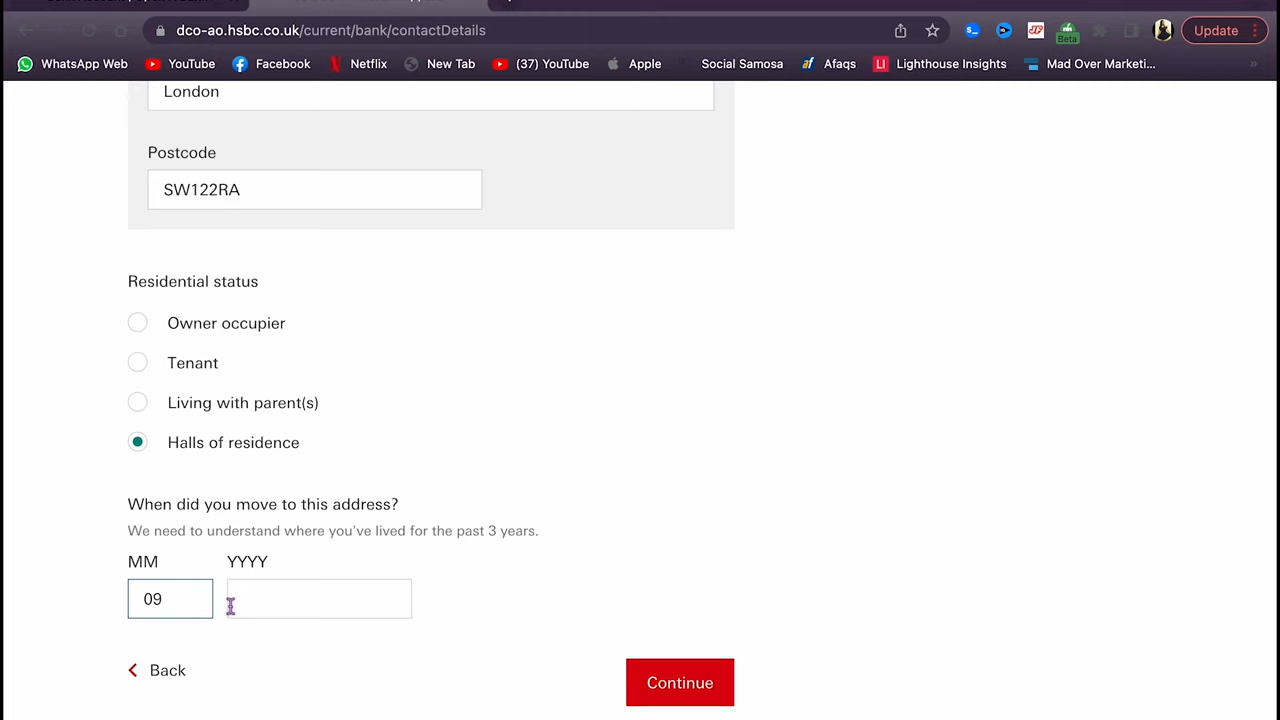 dco-ao.hsbc.co.uk/current/bank/contactDetails
Update
Beta
WhatsApp Web
YouTube
Facebook
Netflix
New Tab
(37) YouTube
Apple
Social Samosa
Afaqs
Lighthouse Insights
Mad Over Marketi...
London
Postcode
SW122RA
Residential status
Owner occupier
Tenant
Living with parent(s)
Halls of residence
When did you move to this address?
We need to understand where you've lived for the past 3 years.
MM YYYY
09
Back
Continue